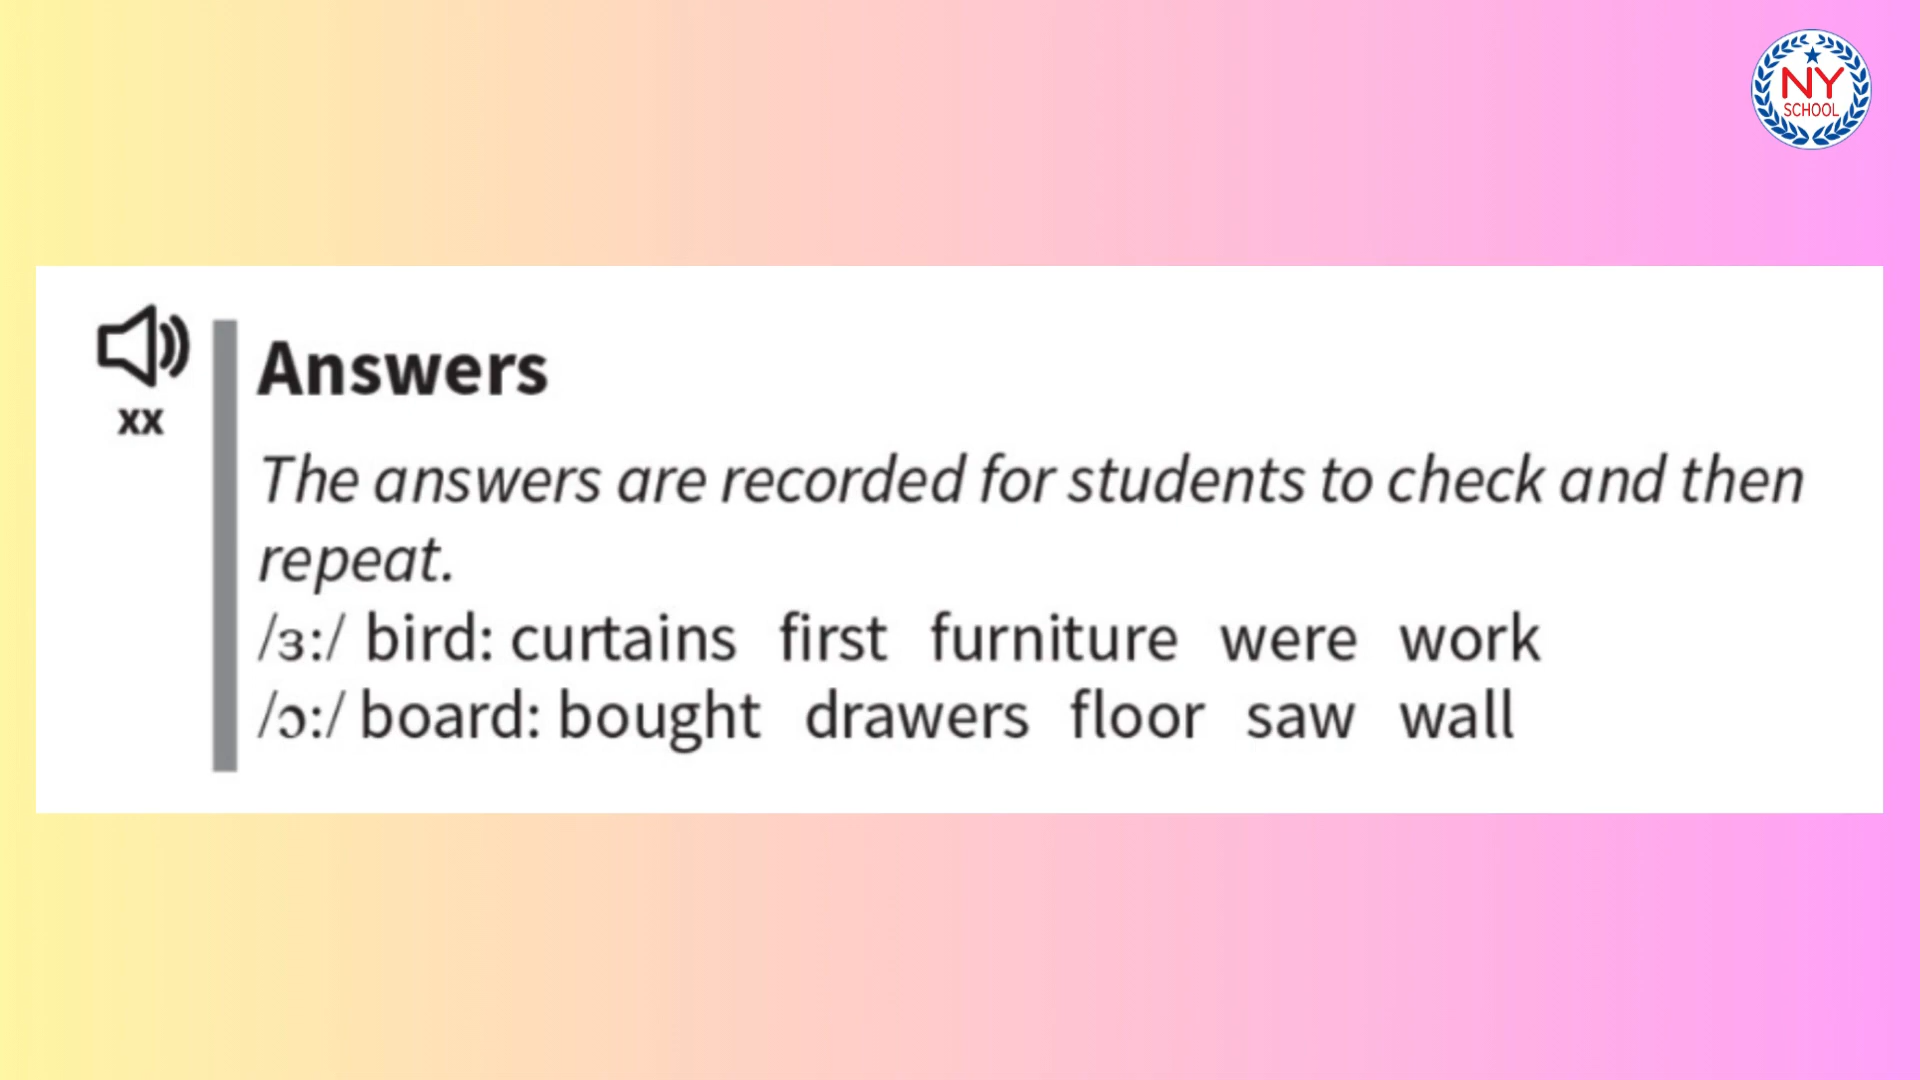 NY
SCHOOL
xx
Answers
The answers are recorded for students to check and then
repeat.
/ɜː/ bird: curtains first furniture were work
/ɔː/ board: bought drawers floor saw wall